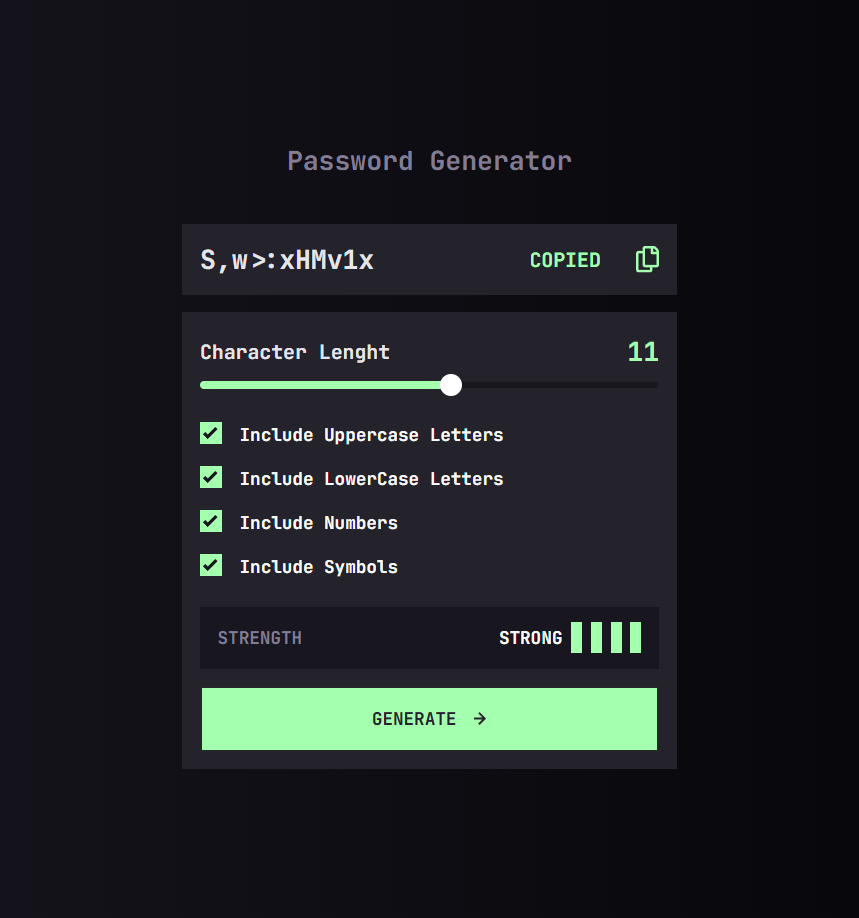 Password Generator
S,w>:xHMv1x COPIED
Character Lenght 11
Include Uppercase Letters
Include LowerCase Letters
Include Numbers
Include Symbols
STRENGTH STRONG
GENERATE →